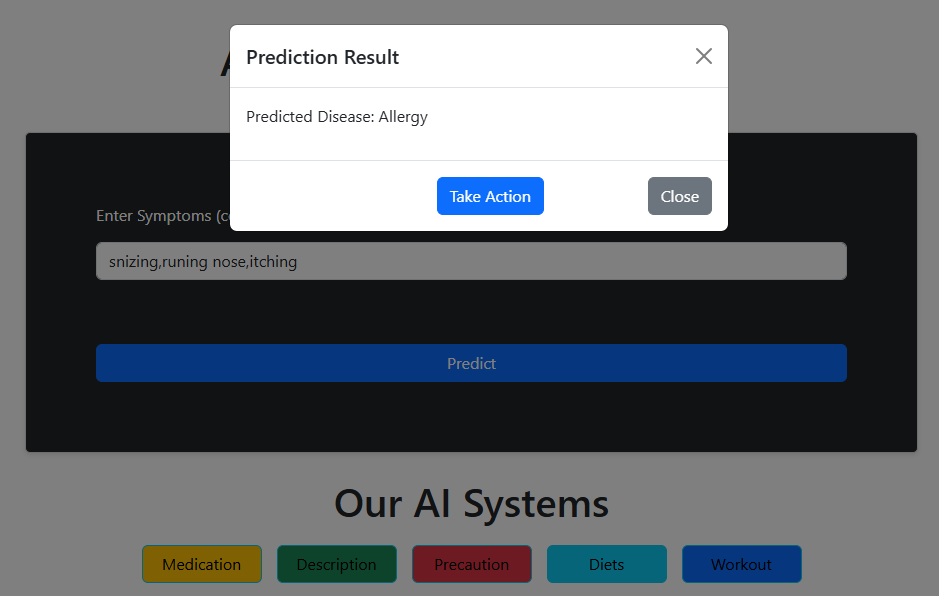 Prediction Result
Predicted Disease: Allergy
Take Action
Close
Enter Symptoms
snizing,runing nose,itching
Predict
Our AI Systems
Medication
Description
Precaution
Diets
Workout